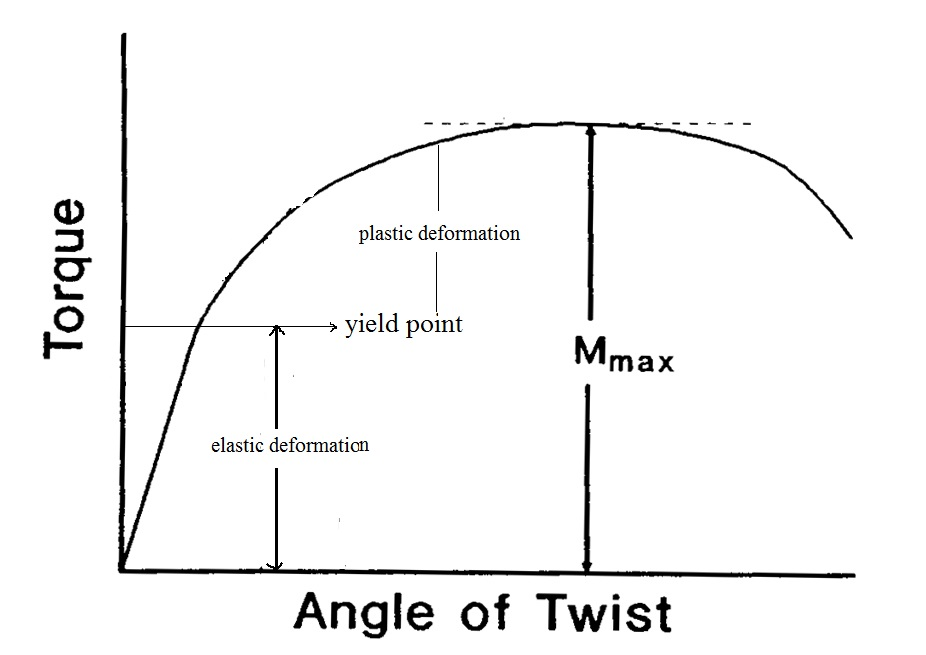 Torque
plastic deformation
yield point
Mmax
elastic deformation
Angle of Twist